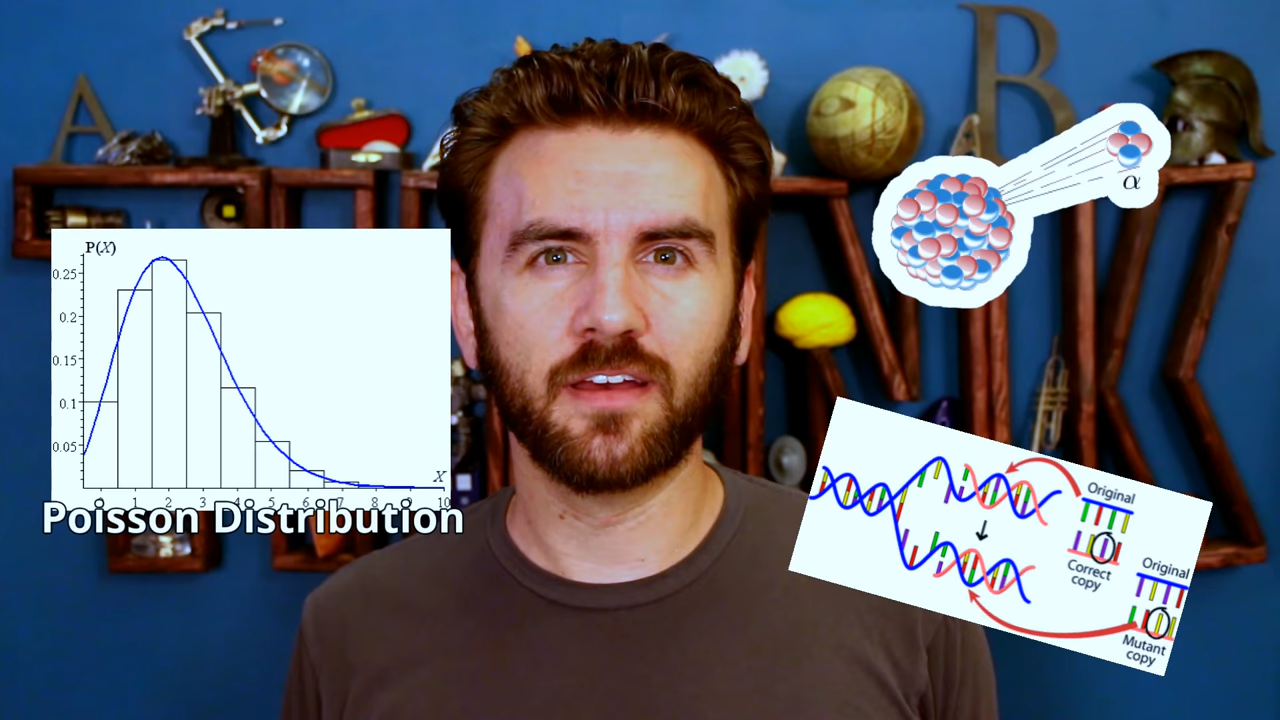 A
B
P(X)
0.25
0.2
0.15
0.1
0.05
X
0 1 2 3 4 5 6 7 8 9 10
Poisson Distribution
α
Original
Correct
copy
Original
Mutant
copy